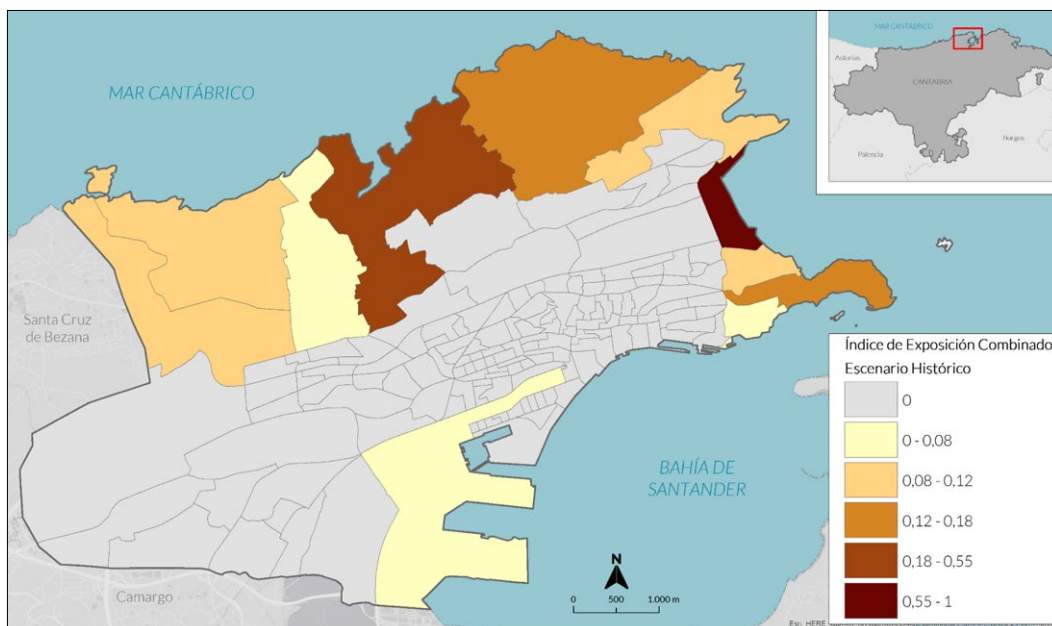 MAR CANTÁBRICO
MAR CANTÁBRICO
Asturias
CANTABRIA
Burgos
Palencia
Santa Cruz
de Bezana
Índice de Exposición Combinado
Escenario Histórico
0
0 - 0,08
0,08 - 0,12
0,12 - 0,18
0,18 - 0,55
0,55 - 1
BAHÍA DE
SANTANDER
N
0 500 1.000 m
Camargo